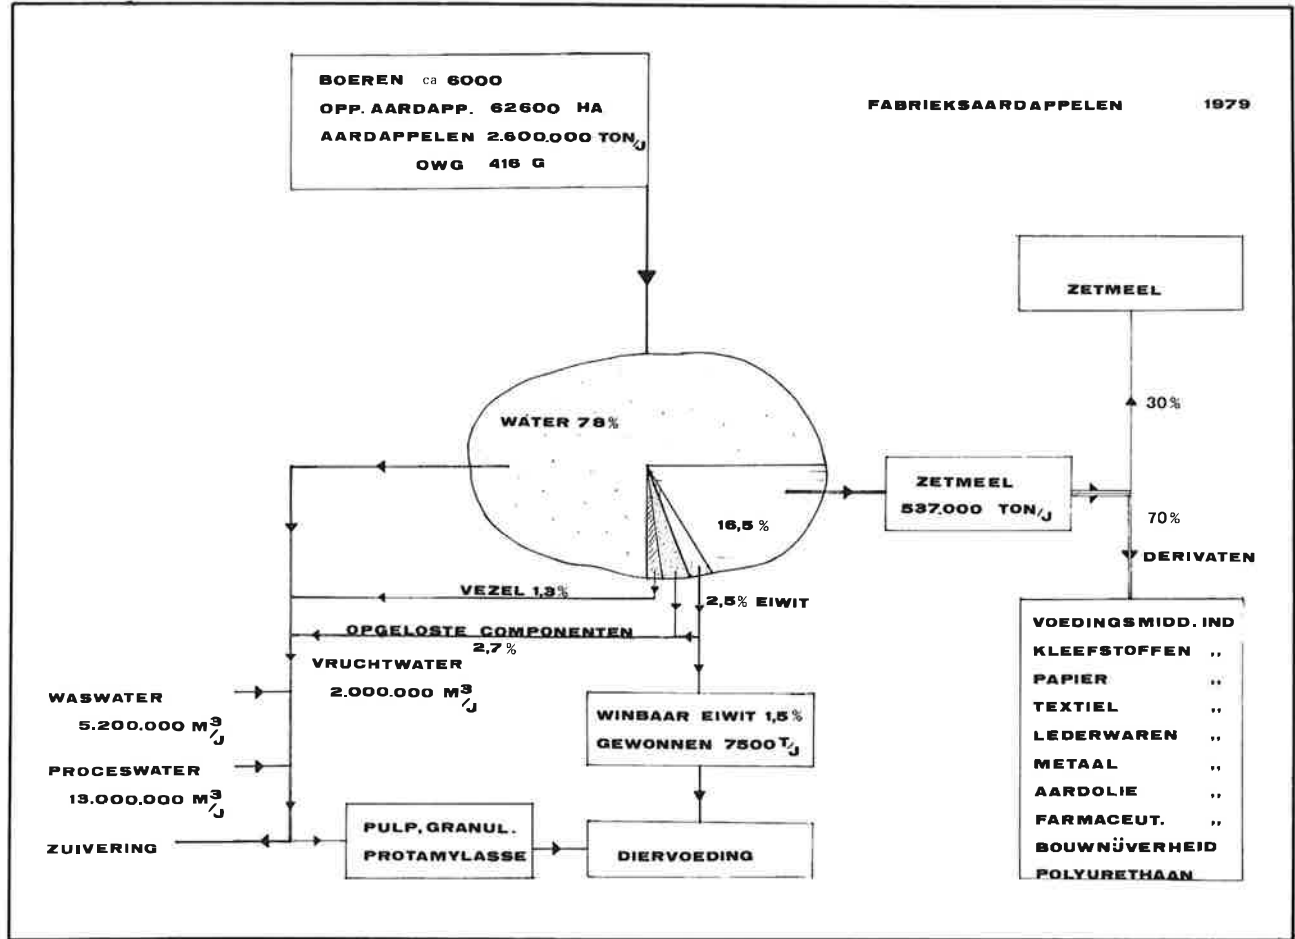 BOEREN ca 6000
OPP. AARDAPP. 62600 HA
AARDAPPELEN 2.600.000 TON/J
OWG 416 G
FABRIEKSAARDAPPELEN 1979
ZETMEEL
30%
WATER 78%
ZETMEEL
537.000 TON/J
16,5%
70%
DERIVATEN
VEZEL 1,3%
2,5% EIWIT
OPGELOSTE COMPONENTEN
2,7%
VRUCHTWATER
2.000.000 M³/J
WASWATER
5.200.000 M³/J
PROCESWATER
13.000.000 M³/J
ZUIVERING
WINBAAR EIWIT 1,5%
GEWONNEN 7500 T/J
PULP, GRANUL.
PROTAMYLASSE
DIERVOEDING
VOEDINGSMIDD. IND
KLEEFSTOFFEN ,,
PAPIER ,,
TEXTIEL ,,
LEDERWAREN ,,
METAAL ,,
AARDOLIE ,,
FARMACEUT. ,,
BOUWNÜVERHEID
POLYURETHAAN